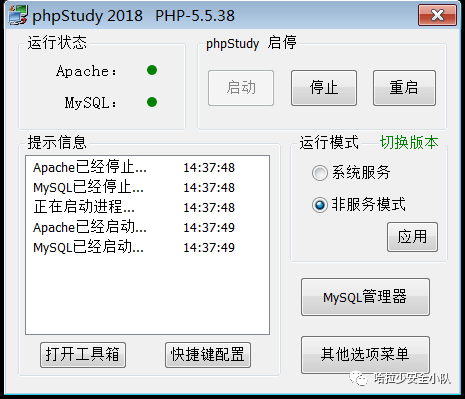 phpStudy 2018   PHP-5.5.38
运行状态
Apache：
MySQL：
phpStudy 启停
启动
停止
重启
提示信息
Apache已经停止... 14:37:48
MySQL已经停止... 14:37:48
正在启动进程... 14:37:48
Apache已经启动... 14:37:49
MySQL已经启动... 14:37:49
打开工具箱
快捷键配置
运行模式
切换版本
系统服务
非服务模式
应用
MySQL管理器
其他选项菜单
哈拉少安全小队